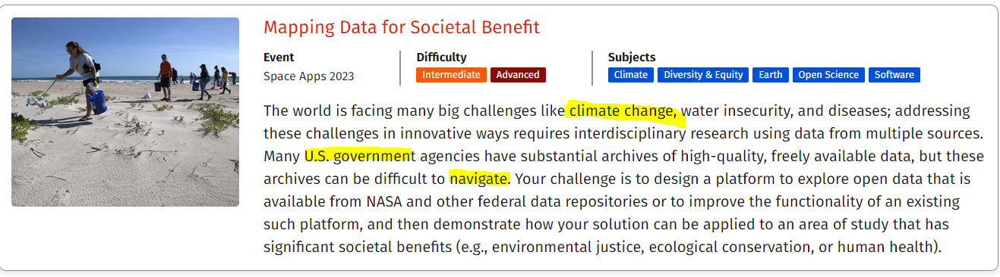 Mapping Data for Societal Benefit
Event
Space Apps 2023
Difficulty
Intermediate Advanced
Subjects
Climate Diversity & Equity Earth Open Science Software
The world is facing many big challenges like climate change, water insecurity, and diseases; addressing
these challenges in innovative ways requires interdisciplinary research using data from multiple sources.
Many U.S. government agencies have substantial archives of high-quality, freely available data, but these
archives can be difficult to navigate. Your challenge is to design a platform to explore open data that is
available from NASA and other federal data repositories or to improve the functionality of an existing
such platform, and then demonstrate how your solution can be applied to an area of study that has
significant societal benefits (e.g., environmental justice, ecological conservation, or human health).